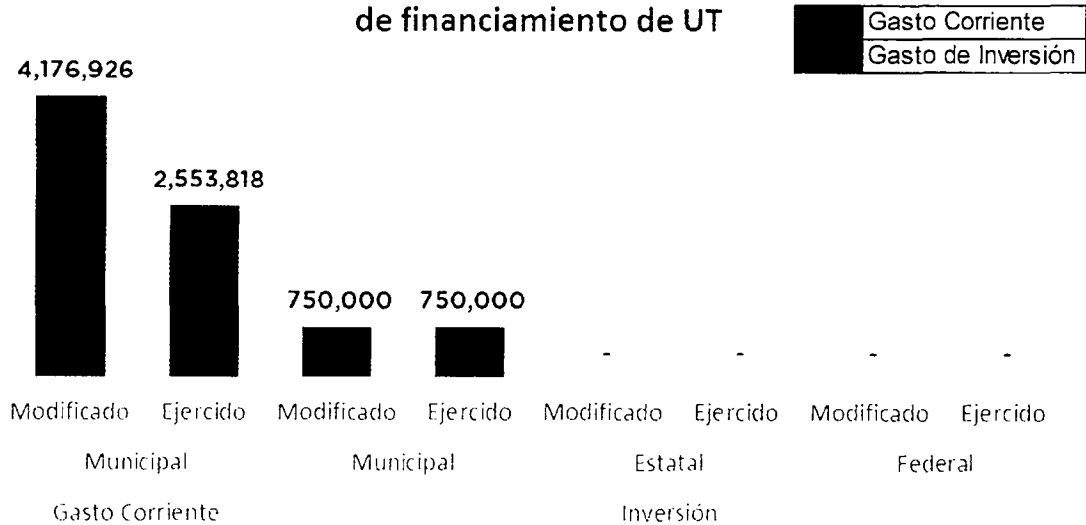 de financiamiento de UT
Gasto Corriente
Gasto de Inversión
4,176,926
2,553,818
750,000 750,000
- - - -
Modificado Ejercido Modificado Ejercido Modificado Ejercido Modificado Ejercido
Municipal Municipal Estatal Federal
Gasto Corriente Inversión